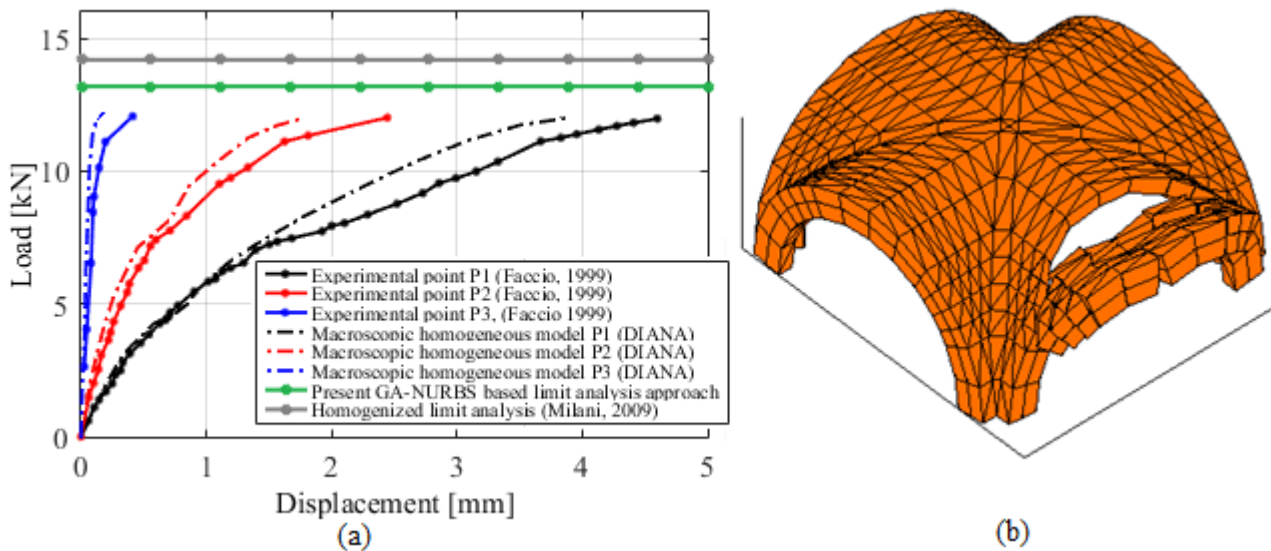 15
10
5
0
Load [kN]
0 1 2 3 4 5
Displacement [mm]
Experimental point P1 (Faccio, 1999)
Experimental point P2 (Faccio, 1999)
Experimental point P3, (Faccio 1999)
Macroscopic homogeneous model P1 (DIANA)
Macroscopic homogeneous model P2 (DIANA)
Macroscopic homogeneous model P3 (DIANA)
Present GA-NURBS based limit analysis approach
Homogenized limit analysis (Milani, 2009)
(a)
(b)